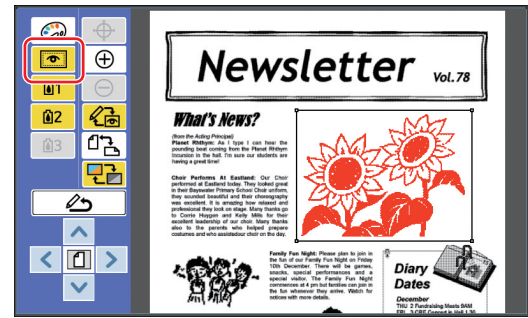 1
2
3
Newsletter Vol. 78
What's News?
(from the Acting Principal)
Planet Rhthym: As I type I can hear the
pounding beat coming from the Planet Rhthym
Incursion in the hall. I'm sure our students are
having a great time!
Choir Performs At Eastland: Our Choir
performed at Eastland today. They looked great
in their Bayswater Primary School Choir uniform,
they sounded beautiful and their choreography
was excellent. It is amazing how relaxed and
professional they look on stage. Many thanks go
to Corrie Huygen and Kelly Mills for their
excellent leadership of our choir. Many thanks
also to the parents who helped prepare
costumes and who assistedour choir on the day.
Family Fun Night: Please plan to join in
the fun of our Family Fun Night on Friday
10th December. There will be games,
snacks, special performances and a
special visitor. The Family Fun Night
commences at 4 pm but families can join in
the fun whenever they arrive. Watch for
notices with more details.
Diary
Dates
December
THU 2 Fundraising Meets 9AM